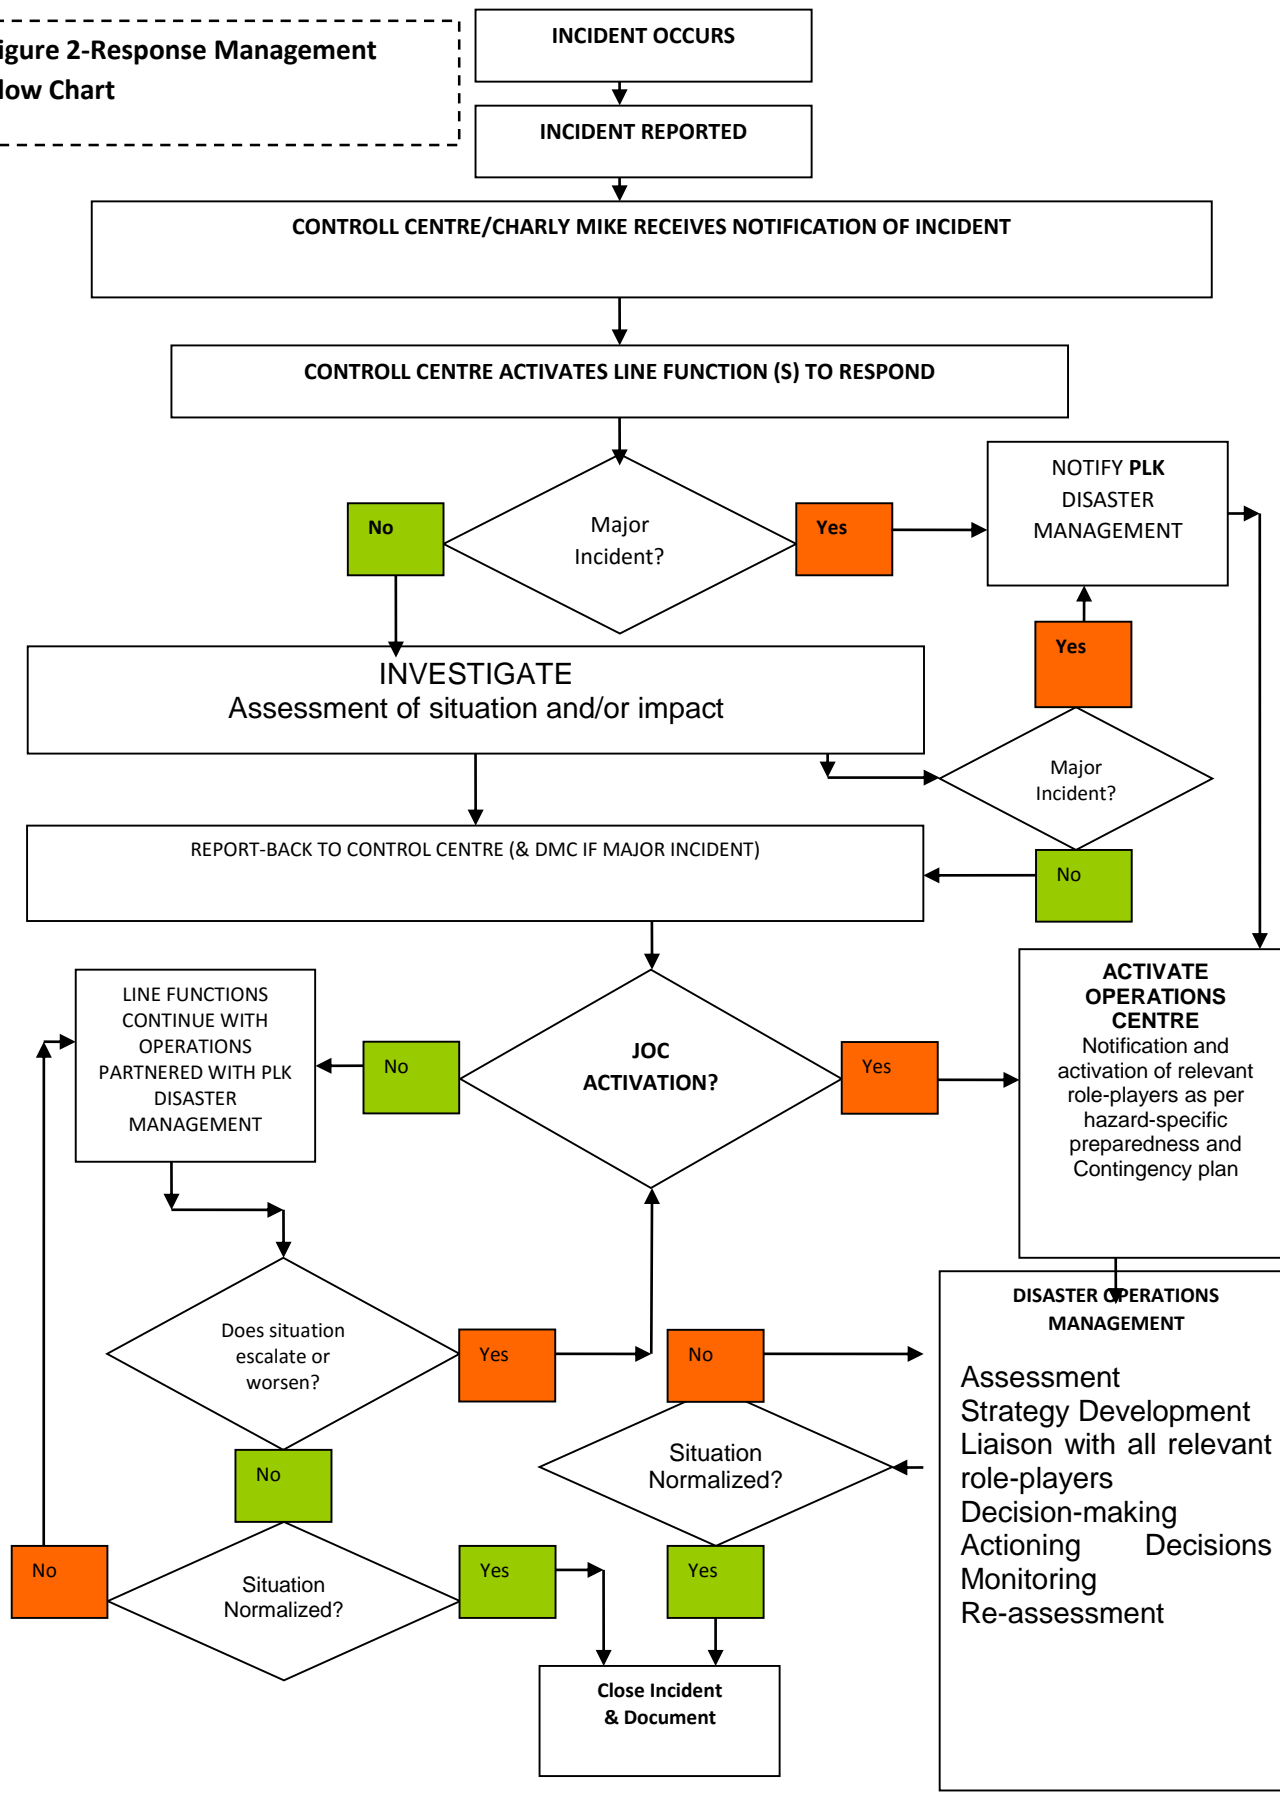 igure 2-Response Management
low Chart
INCIDENT OCCURS
INCIDENT REPORTED
CONTROLL CENTRE/CHARLY MIKE RECEIVES NOTIFICATION OF INCIDENT
CONTROLL CENTRE ACTIVATES LINE FUNCTION (S) TO RESPOND
Major
Incident?
No
Yes
NOTIFY PLK
DISASTER
MANAGEMENT
INVESTIGATE
Assessment of situation and/or impact
Yes
Major
Incident?
No
REPORT-BACK TO CONTROL CENTRE (& DMC IF MAJOR INCIDENT)
LINE FUNCTIONS
CONTINUE WITH
OPERATIONS
PARTNERED WITH PLK
DISASTER
MANAGEMENT
No
JOC
ACTIVATION?
Yes
ACTIVATE
OPERATIONS
CENTRE
Notification and
activation of relevant
role-players as per
hazard-specific
preparedness and
Contingency plan
Does situation
escalate or
worsen?
Yes
No
No
Situation
Normalized?
Yes
No
Situation
Normalized?
Yes
Close Incident
& Document
DISASTER OPERATIONS
MANAGEMENT
Assessment
Strategy Development
Liaison with all relevant
role-players
Decision-making
Actioning Decisions
Monitoring
Re-assessment